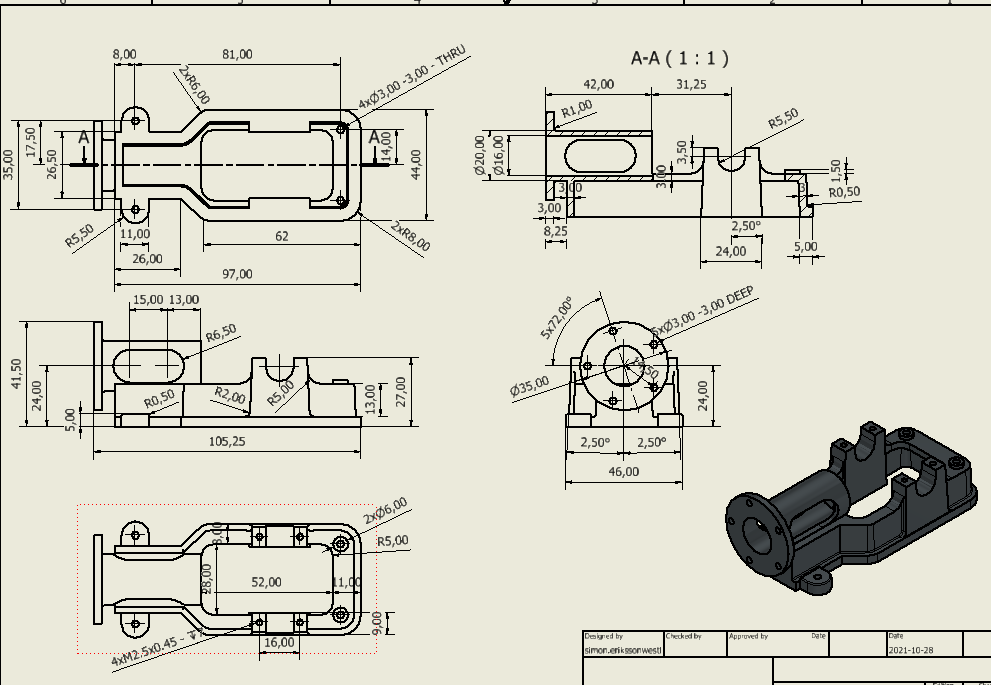 6 5 4 3 2 1
8,00
81,00
2xR6,00
4xØ3,00 -3,00 - THRU
A
A
35,00
17,50
26,50
14,00
44,00
R5,50
11,00
26,00
62
97,00
2xR8,00
A-A ( 1 : 1 )
42,00
31,25
R1,00
R5,50
Ø20,00
Ø16,00
3,50
3,00
1,50
3,00
3
R0,50
3,00
8,25
2,50°
24,00
5,00
15,00
13,00
R6,50
41,50
24,00
5,00
R0,50
R2,00
R5,00
13,00
27,00
105,25
5x72,00°
5xØ3,00 -3,00 DEEP
Ø35,00
14,50
24,00
2,50°
2,50°
46,00
2xØ6,00
R5,00
8,00
28,00
52,00
11,00
9,00
16,00
4xM2.5x0.45 -
Designed by
Checked by
Approved by
Date
Date
simon.erikssonwestl
2021-10-28
Edition